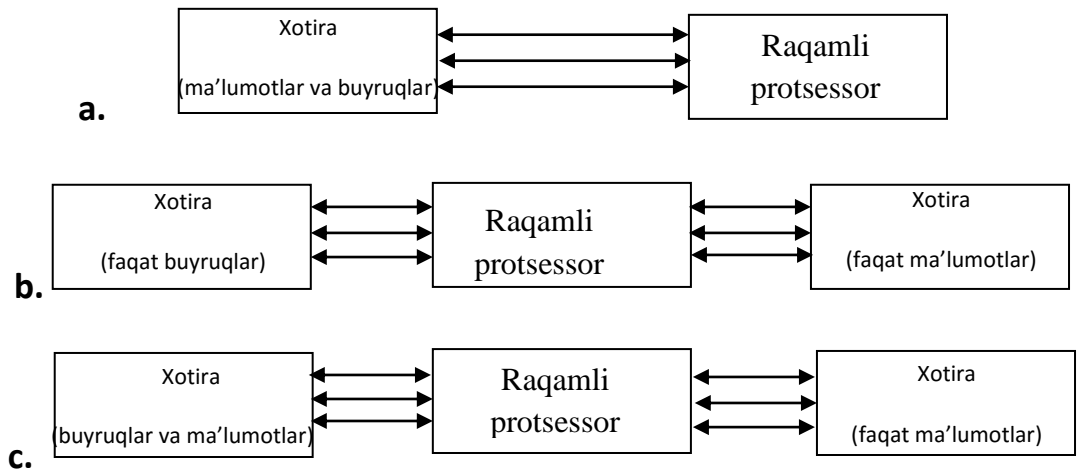 Xotira
(ma’lumotlar va buyruqlar)
Raqamli
protsessor
a.
Xotira
(faqat buyruqlar)
Raqamli
protsessor
Xotira
(faqat ma’lumotlar)
b.
Xotira
(buyruqlar va ma’lumotlar)
Raqamli
protsessor
Xotira
(faqat ma’lumotlar)
c.